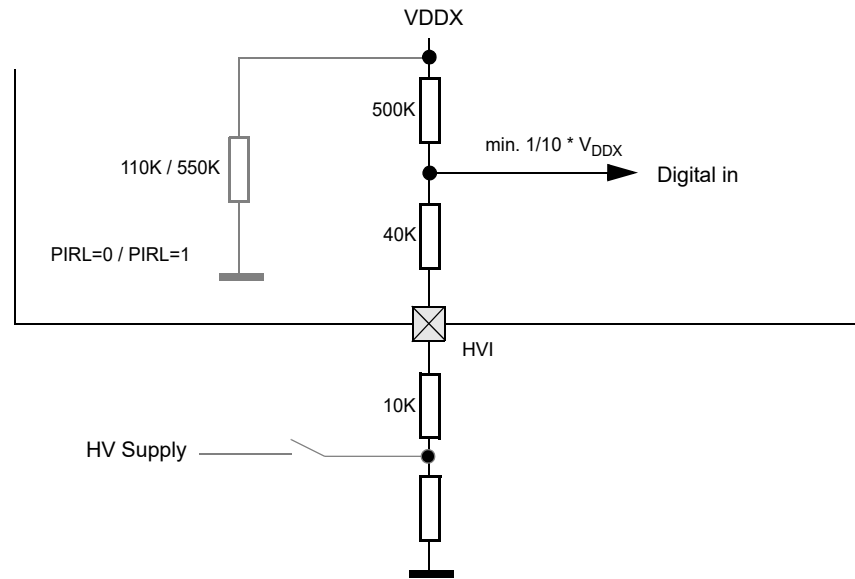 VDDX
500K
min. 1/10 * VDDX
110K / 550K
Digital in
40K
PIRL=0 / PIRL=1
HVI
10K
HV Supply